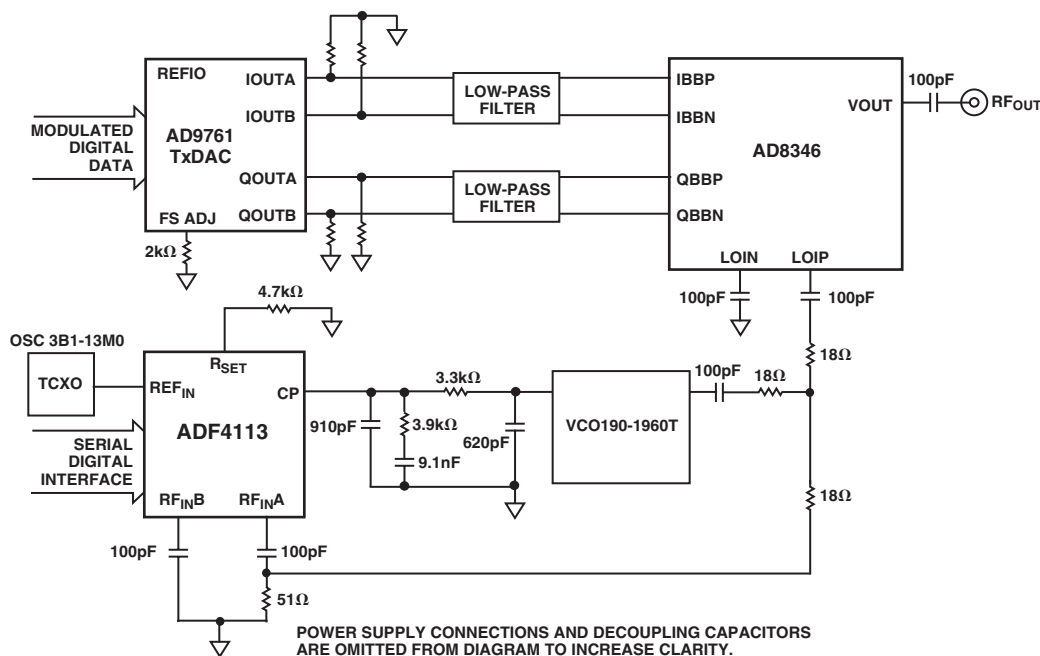 REFIO
IOUTA
IOUTB
QOUTA
QOUTB
FS ADJ
AD9761
TxDAC
MODULATED
DIGITAL
DATA
2kΩ
LOW-PASS
FILTER
LOW-PASS
FILTER
IBBP
IBBN
QBBP
QBBN
AD8346
VOUT
LOIN
LOIP
100pF
RFOUT
100pF
100pF
18Ω
4.7kΩ
OSC 3B1-13M0
TCXO
RSET
REFIN
CP
ADF4113
SERIAL
DIGITAL
INTERFACE
RFINB
RFINA
910pF
3.3kΩ
3.9kΩ
9.1nF
620pF
VCO190-1960T
100pF
18Ω
18Ω
100pF
100pF
51Ω
POWER SUPPLY CONNECTIONS AND DECOUPLING CAPACITORS
ARE OMITTED FROM DIAGRAM TO INCREASE CLARITY.